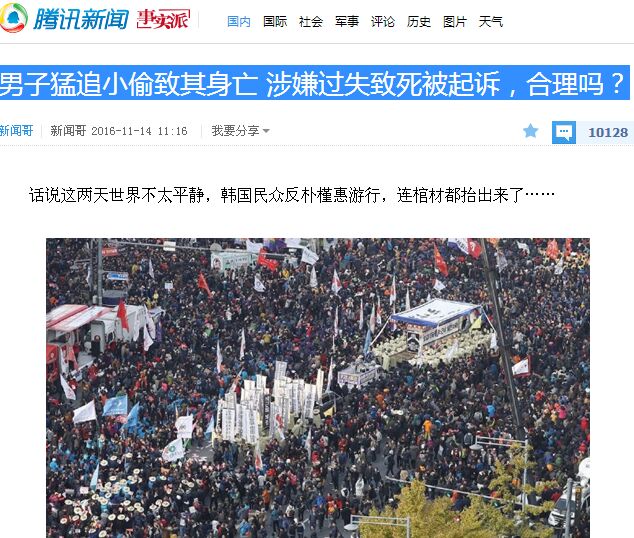 腾讯新闻 事实派 国内 国际 社会 军事 评论 历史 图片 天气
男子猛追小偷致其身亡 涉嫌过失致死被起诉，合理吗？
新闻哥 新闻哥 2016-11-14 11:16 我要分享 10128
话说这两天世界不太平静，韩国民众反朴槿惠游行，连棺材都抬出来了……